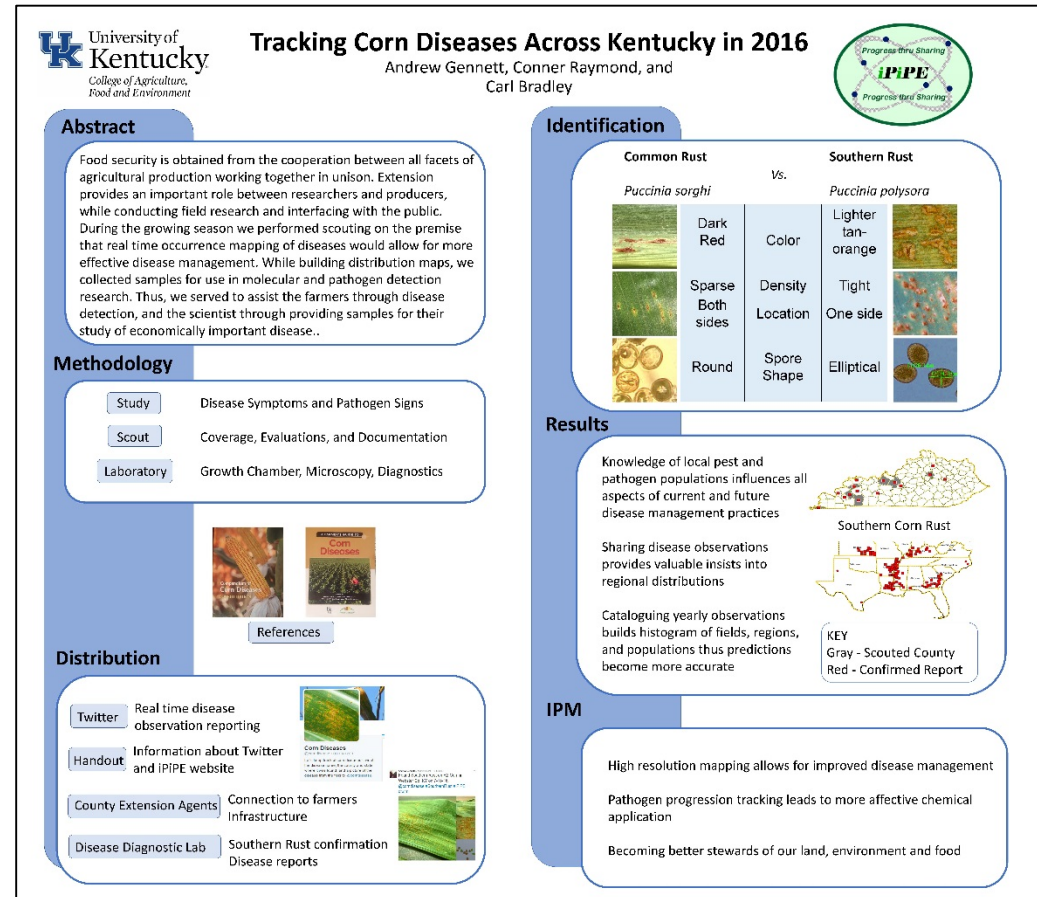 University of
Kentucky
College of Agriculture,
Food and Environment
Tracking Corn Diseases Across Kentucky in 2016
Andrew Gennett, Conner Raymond, and
Carl Bradley
Progress thru Sharing
iPiPE
Progress thru Sharing
Abstract
Food security is obtained from the cooperation between all facets of
agricultural production working together in unison. Extension
provides an important role between researchers and producers,
while conducting field research and interfacing with the public.
During the growing season we performed scouting on the premise
that real time occurrence mapping of diseases would allow for more
effective disease management. While building distribution maps, we
collected samples for use in molecular and pathogen detection
research. Thus, we served to assist the farmers through disease
detection, and the scientist through providing samples for their
study of economically important disease..
Methodology
Study
Disease Symptoms and Pathogen Signs
Scout
Coverage, Evaluations, and Documentation
Laboratory
Growth Chamber, Microscopy, Diagnostics
Corn Diseases
Corn
Diseases
References
Distribution
Twitter
Real time disease
observation reporting
Handout
Information about Twitter
and iPiPE website
County Extension Agents
Connection to farmers
Infrastructure
Disease Diagnostic Lab
Southern Rust confirmation
Disease reports
Corn Diseases
Identification
Common Rust
Southern Rust
Vs.
Puccinia sorghi
Puccinia polysora
Dark
Red
Color
Lighter
tan-
orange
Sparse
Density
Tight
Both
sides
Location
One side
Round
Spore
Shape
Elliptical
Results
Knowledge of local pest and
pathogen populations influences all
aspects of current and future
disease management practices
Southern Corn Rust
Sharing disease observations
provides valuable insists into
regional distributions
Cataloguing yearly observations
builds histogram of fields, regions,
and populations thus predictions
become more accurate
KEY
Gray - Scouted County
Red - Confirmed Report
IPM
High resolution mapping allows for improved disease management
Pathogen progression tracking leads to more affective chemical
application
Becoming better stewards of our land, environment and food